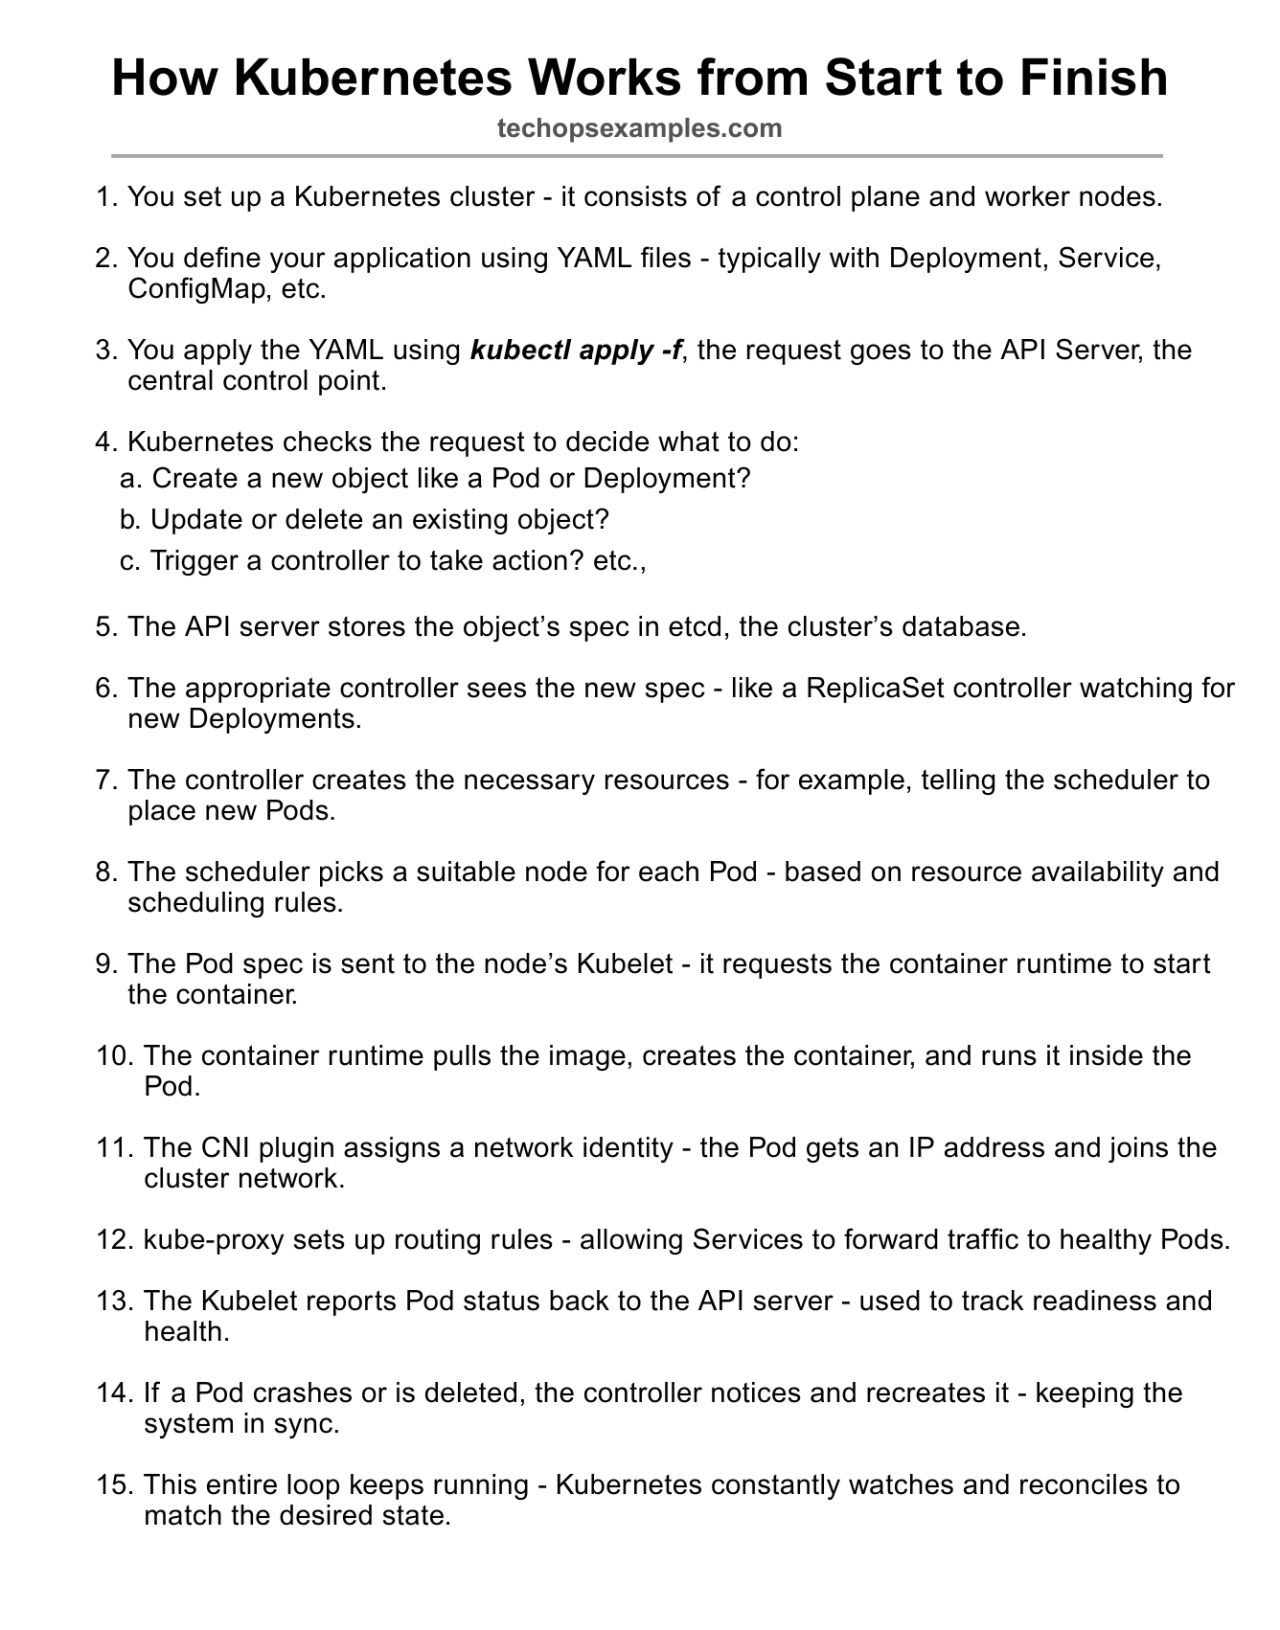 How Kubernetes Works from Start to Finish
techopsexamples.com
1. You set up a Kubernetes cluster - it consists of a control plane and worker nodes.
2. You define your application using YAML files - typically with Deployment, Service,
ConfigMap, etc.
3. You apply the YAML using kubectl apply -f, the request goes to the API Server, the
central control point.
4. Kubernetes checks the request to decide what to do:
a. Create a new object like a Pod or Deployment?
b. Update or delete an existing object?
c. Trigger a controller to take action? etc.,
5. The API server stores the object’s spec in etcd, the cluster’s database.
6. The appropriate controller sees the new spec - like a ReplicaSet controller watching for
new Deployments.
7. The controller creates the necessary resources - for example, telling the scheduler to
place new Pods.
8. The scheduler picks a suitable node for each Pod - based on resource availability and
scheduling rules.
9. The Pod spec is sent to the node’s Kubelet - it requests the container runtime to start
the container.
10. The container runtime pulls the image, creates the container, and runs it inside the
Pod.
11. The CNI plugin assigns a network identity - the Pod gets an IP address and joins the
cluster network.
12. kube-proxy sets up routing rules - allowing Services to forward traffic to healthy Pods.
13. The Kubelet reports Pod status back to the API server - used to track readiness and
health.
14. If a Pod crashes or is deleted, the controller notices and recreates it - keeping the
system in sync.
15. This entire loop keeps running - Kubernetes constantly watches and reconciles to
match the desired state.